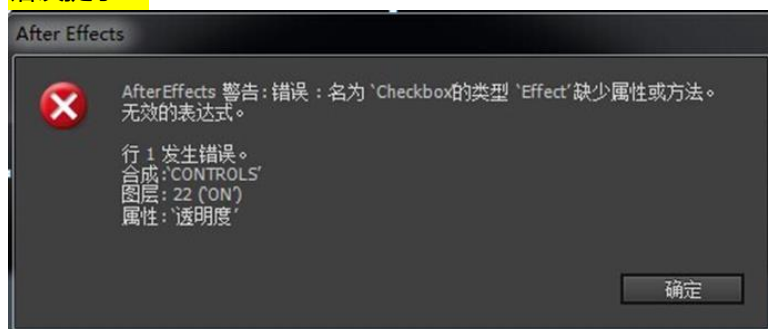 After Effects
AfterEffects 警告:错误：名为 `Checkbox的类型 `Effect′缺少属性或方法。
无效的表达式。
行 1 发生错误。
合成:`CONTROLS′
图层: 22 (′ON′)
属性:`透明度′
确定